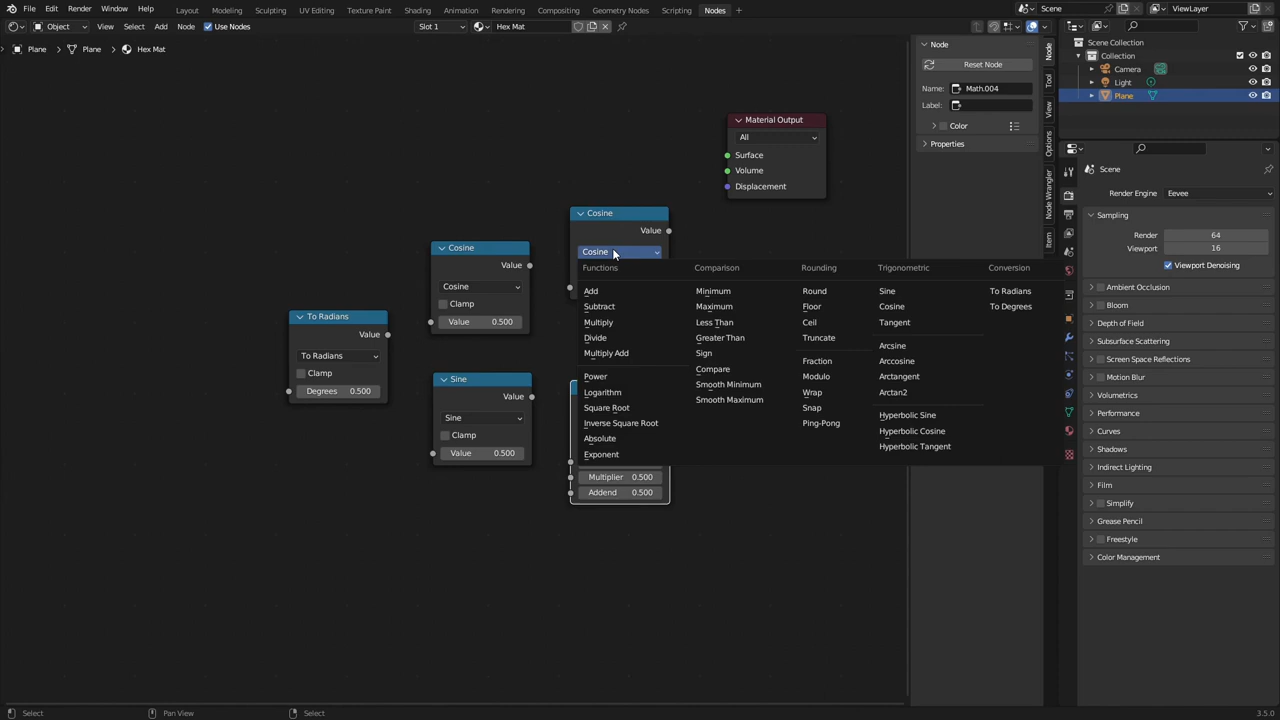 File Edit Render Window Help Layout Modeling Sculpting UV Editing Texture Paint Shading Animation Rendering Compositing Geometry Nodes Scripting Nodes + Scene ViewLayer
Object View Select Add Node Use Nodes Slot 1 Hex Mat
Plane Plane Hex Mat
Node
Reset Node
Name: Math.004
Label:
Color
Properties
Node
Tool
View
Options
Node Wrangler
Item
Scene Collection
Collection
Camera
Light
Plane
Scene
Render Engine Eevee
Sampling
Render 64
Viewport 16
Viewport Denoising
Ambient Occlusion
Bloom
Depth of Field
Subsurface Scattering
Screen Space Reflections
Motion Blur
Volumetrics
Performance
Curves
Shadows
Indirect Lighting
Film
Simplify
Grease Pencil
Freestyle
Color Management
Material Output
All
Surface
Volume
Displacement
Cosine
Value
Cosine
Cosine
Value
Cosine
Clamp
Value 0.500
To Radians
Value
To Radians
Clamp
Degrees 0.500
Sine
Value
Sine
Clamp
Value 0.500
Functions
Add
Subtract
Multiply
Divide
Multiply Add
Power
Logarithm
Square Root
Inverse Square Root
Absolute
Exponent
Comparison
Minimum
Maximum
Less Than
Greater Than
Sign
Compare
Smooth Minimum
Smooth Maximum
Rounding
Round
Floor
Ceil
Truncate
Fraction
Modulo
Wrap
Snap
Ping-Pong
Trigonometric
Sine
Cosine
Tangent
Arcsine
Arccosine
Arctangent
Arctan2
Hyperbolic Sine
Hyperbolic Cosine
Hyperbolic Tangent
Conversion
To Radians
To Degrees
Multiplier 0.500
Addend 0.500
Select Pan View Select 3.5.0